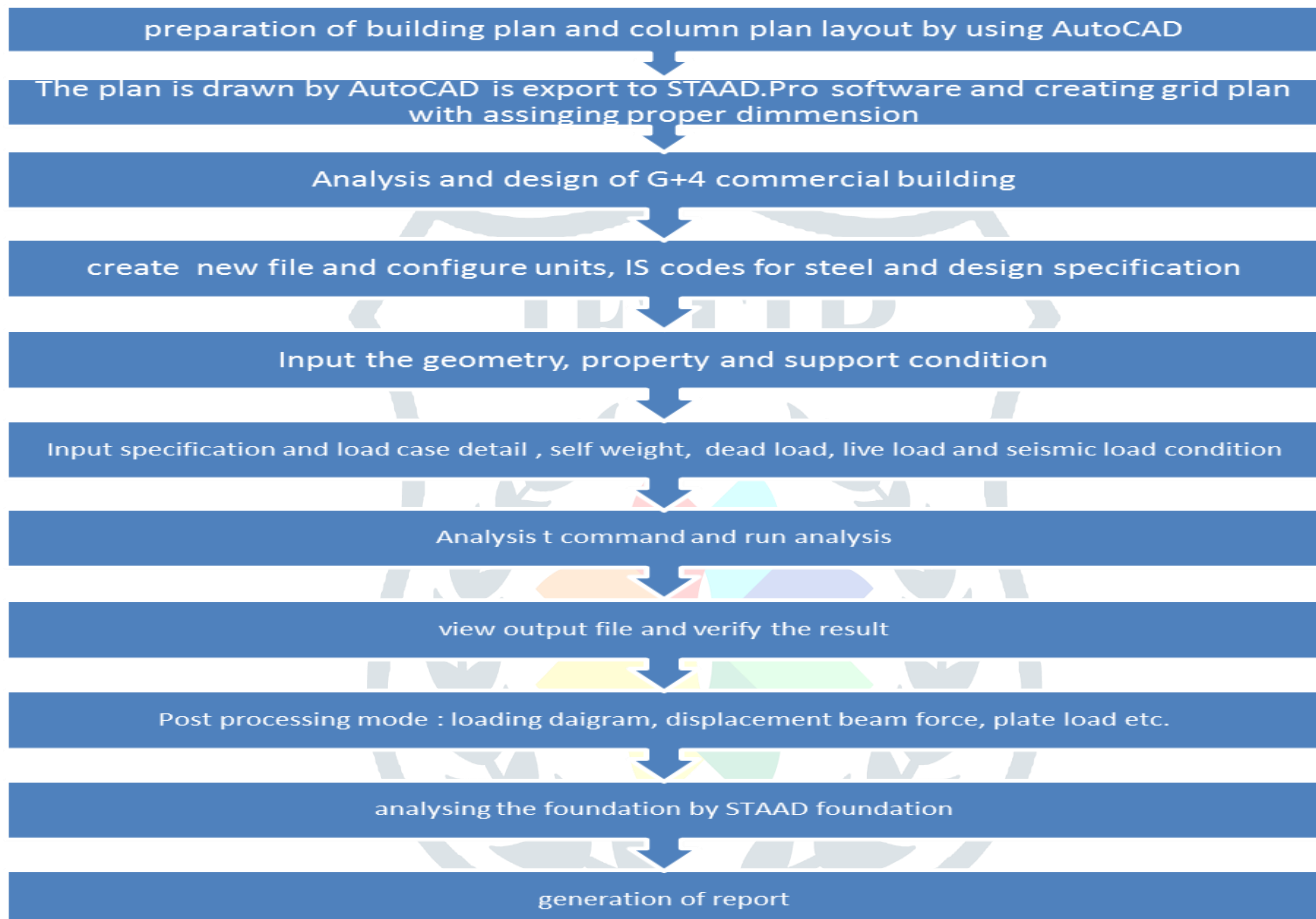 preparation of building plan and column plan layout by using AutoCAD
The plan is drawn by AutoCAD is export to STAAD.Pro software and creating grid plan
with assinging proper dimmension
Analysis and design of G+4 commercial building
create new file and configure units, IS codes for steel and design specification
Input the geometry, property and support condition
Input specification and load case detail , self weight, dead load, live load and seismic load condition
Analysis t command and run analysis
view output file and verify the result
Post processing mode : loading daigram, displacement beam force, plate load etc.
analysing the foundation by STAAD foundation
generation of report